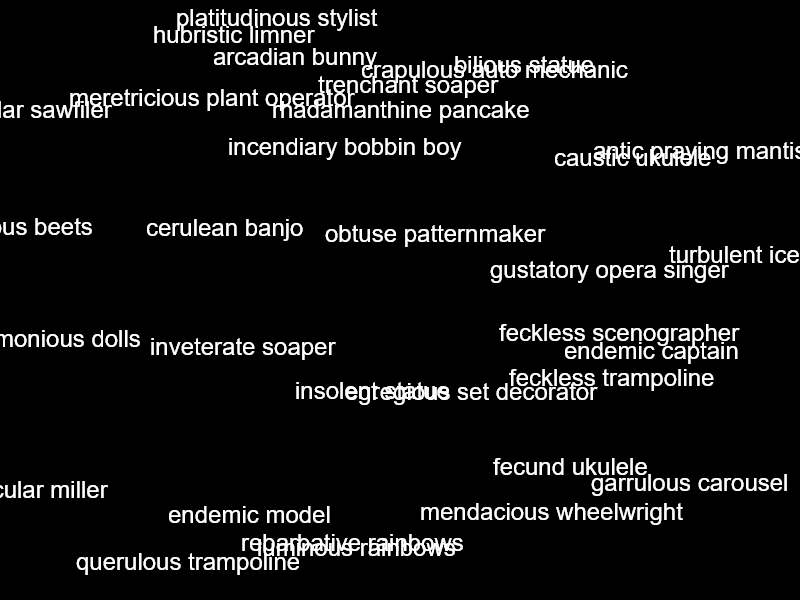 platitudinous stylist
hubristic limner
arcadian bunny
bilious statue
crapulous auto mechanic
trenchant soaper
meretricious plant operator
lar sawfiler
rhadamanthine pancake
incendiary bobbin boy
antic praying mantis
caustic ukulele
ous beets
cerulean banjo
obtuse patternmaker
turbulent ice
gustatory opera singer
feckless scenographer
monious dolls
inveterate soaper
endemic captain
feckless trampoline
insolent statue
egregious set decorator
fecund ukulele
garrulous carousel
cular miller
mendacious wheelwright
endemic model
rebarbative rainbows
luminous rainbows
querulous trampoline